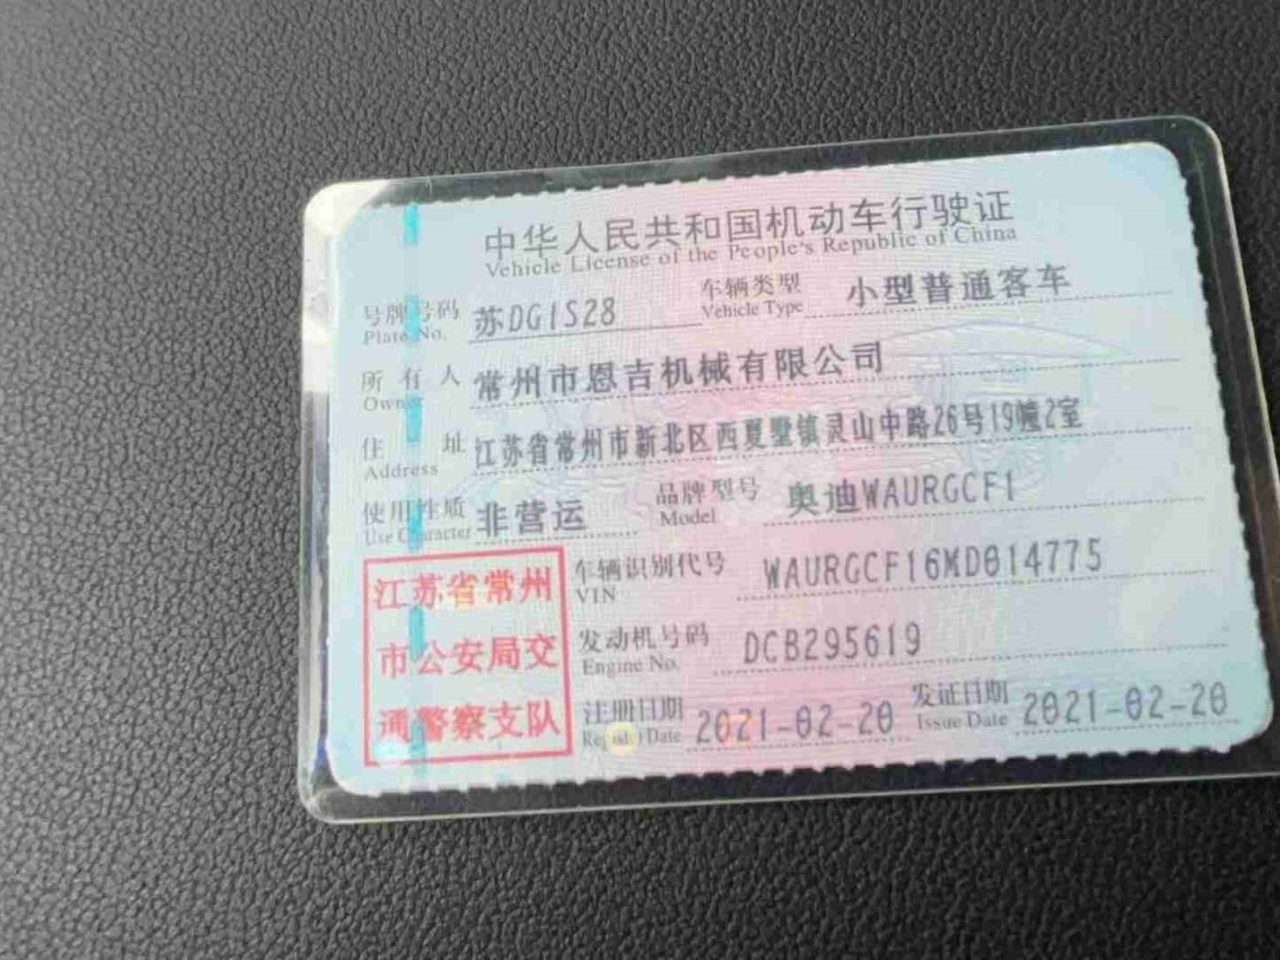 中华人民共和国机动车行驶证
Vehicle License of the People's Republic of China
号牌号码 苏DG1S28 车辆类型 小型普通客车
Plate No. Vehicle Type
所有人 常州市恩吉机械有限公司
Owner
住址 江苏省常州市新北区西夏墅镇灵山中路26号19幢2室
Address
使用性质 非营运 品牌型号 奥迪WAURGCF1
Use Character Model
江苏省常州 车辆识别代号 WAURGCF16MD014775
VIN
市公安局交 发动机号码 DCB295619
Engine No.
通警察支队 注册日期 2021-02-20 发证日期 2021-02-20
Register Date Issue Date